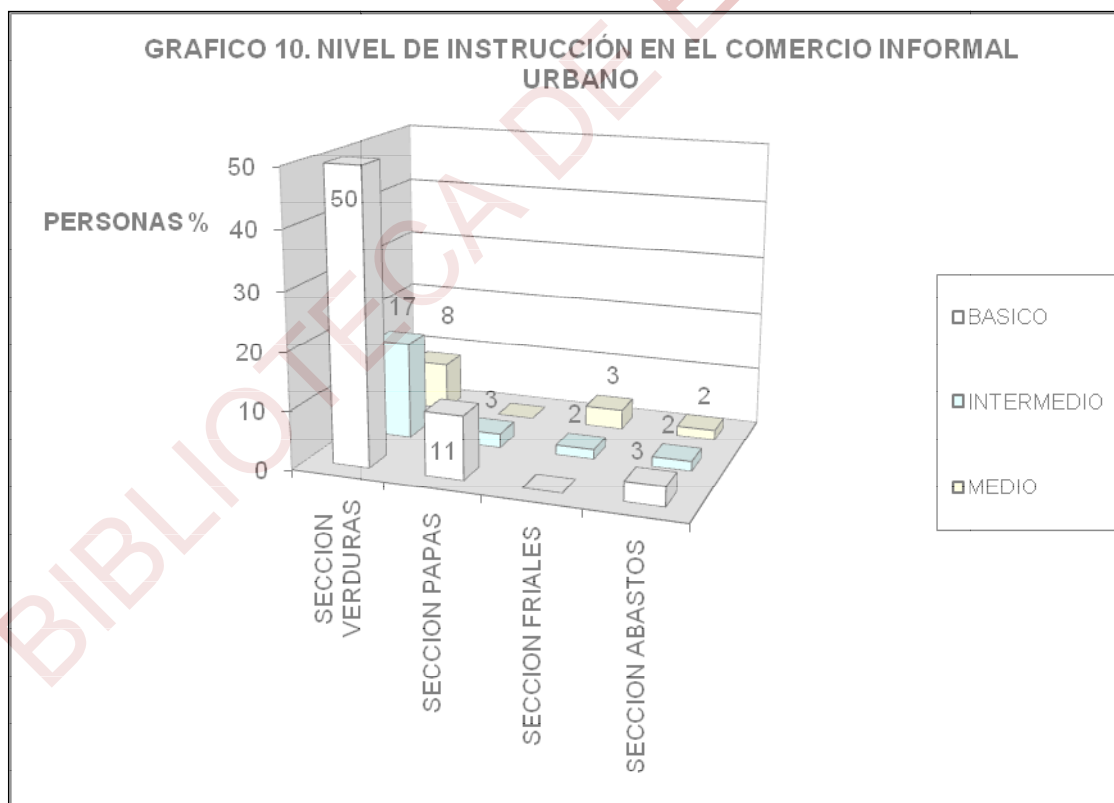 GRAFICO 10. NIVEL DE INSTRUCCIÓN EN EL COMERCIO INFORMAL
URBANO
PERSONAS %
50
40
30
20
10
0
50
17
8
11
3
2
3
3
2
2
SECCION
VERDURAS
SECCION PAPAS
SECCION FRIALES
SECCION ABASTOS
BASICO
INTERMEDIO
MEDIO
BIBLIOTECA DE